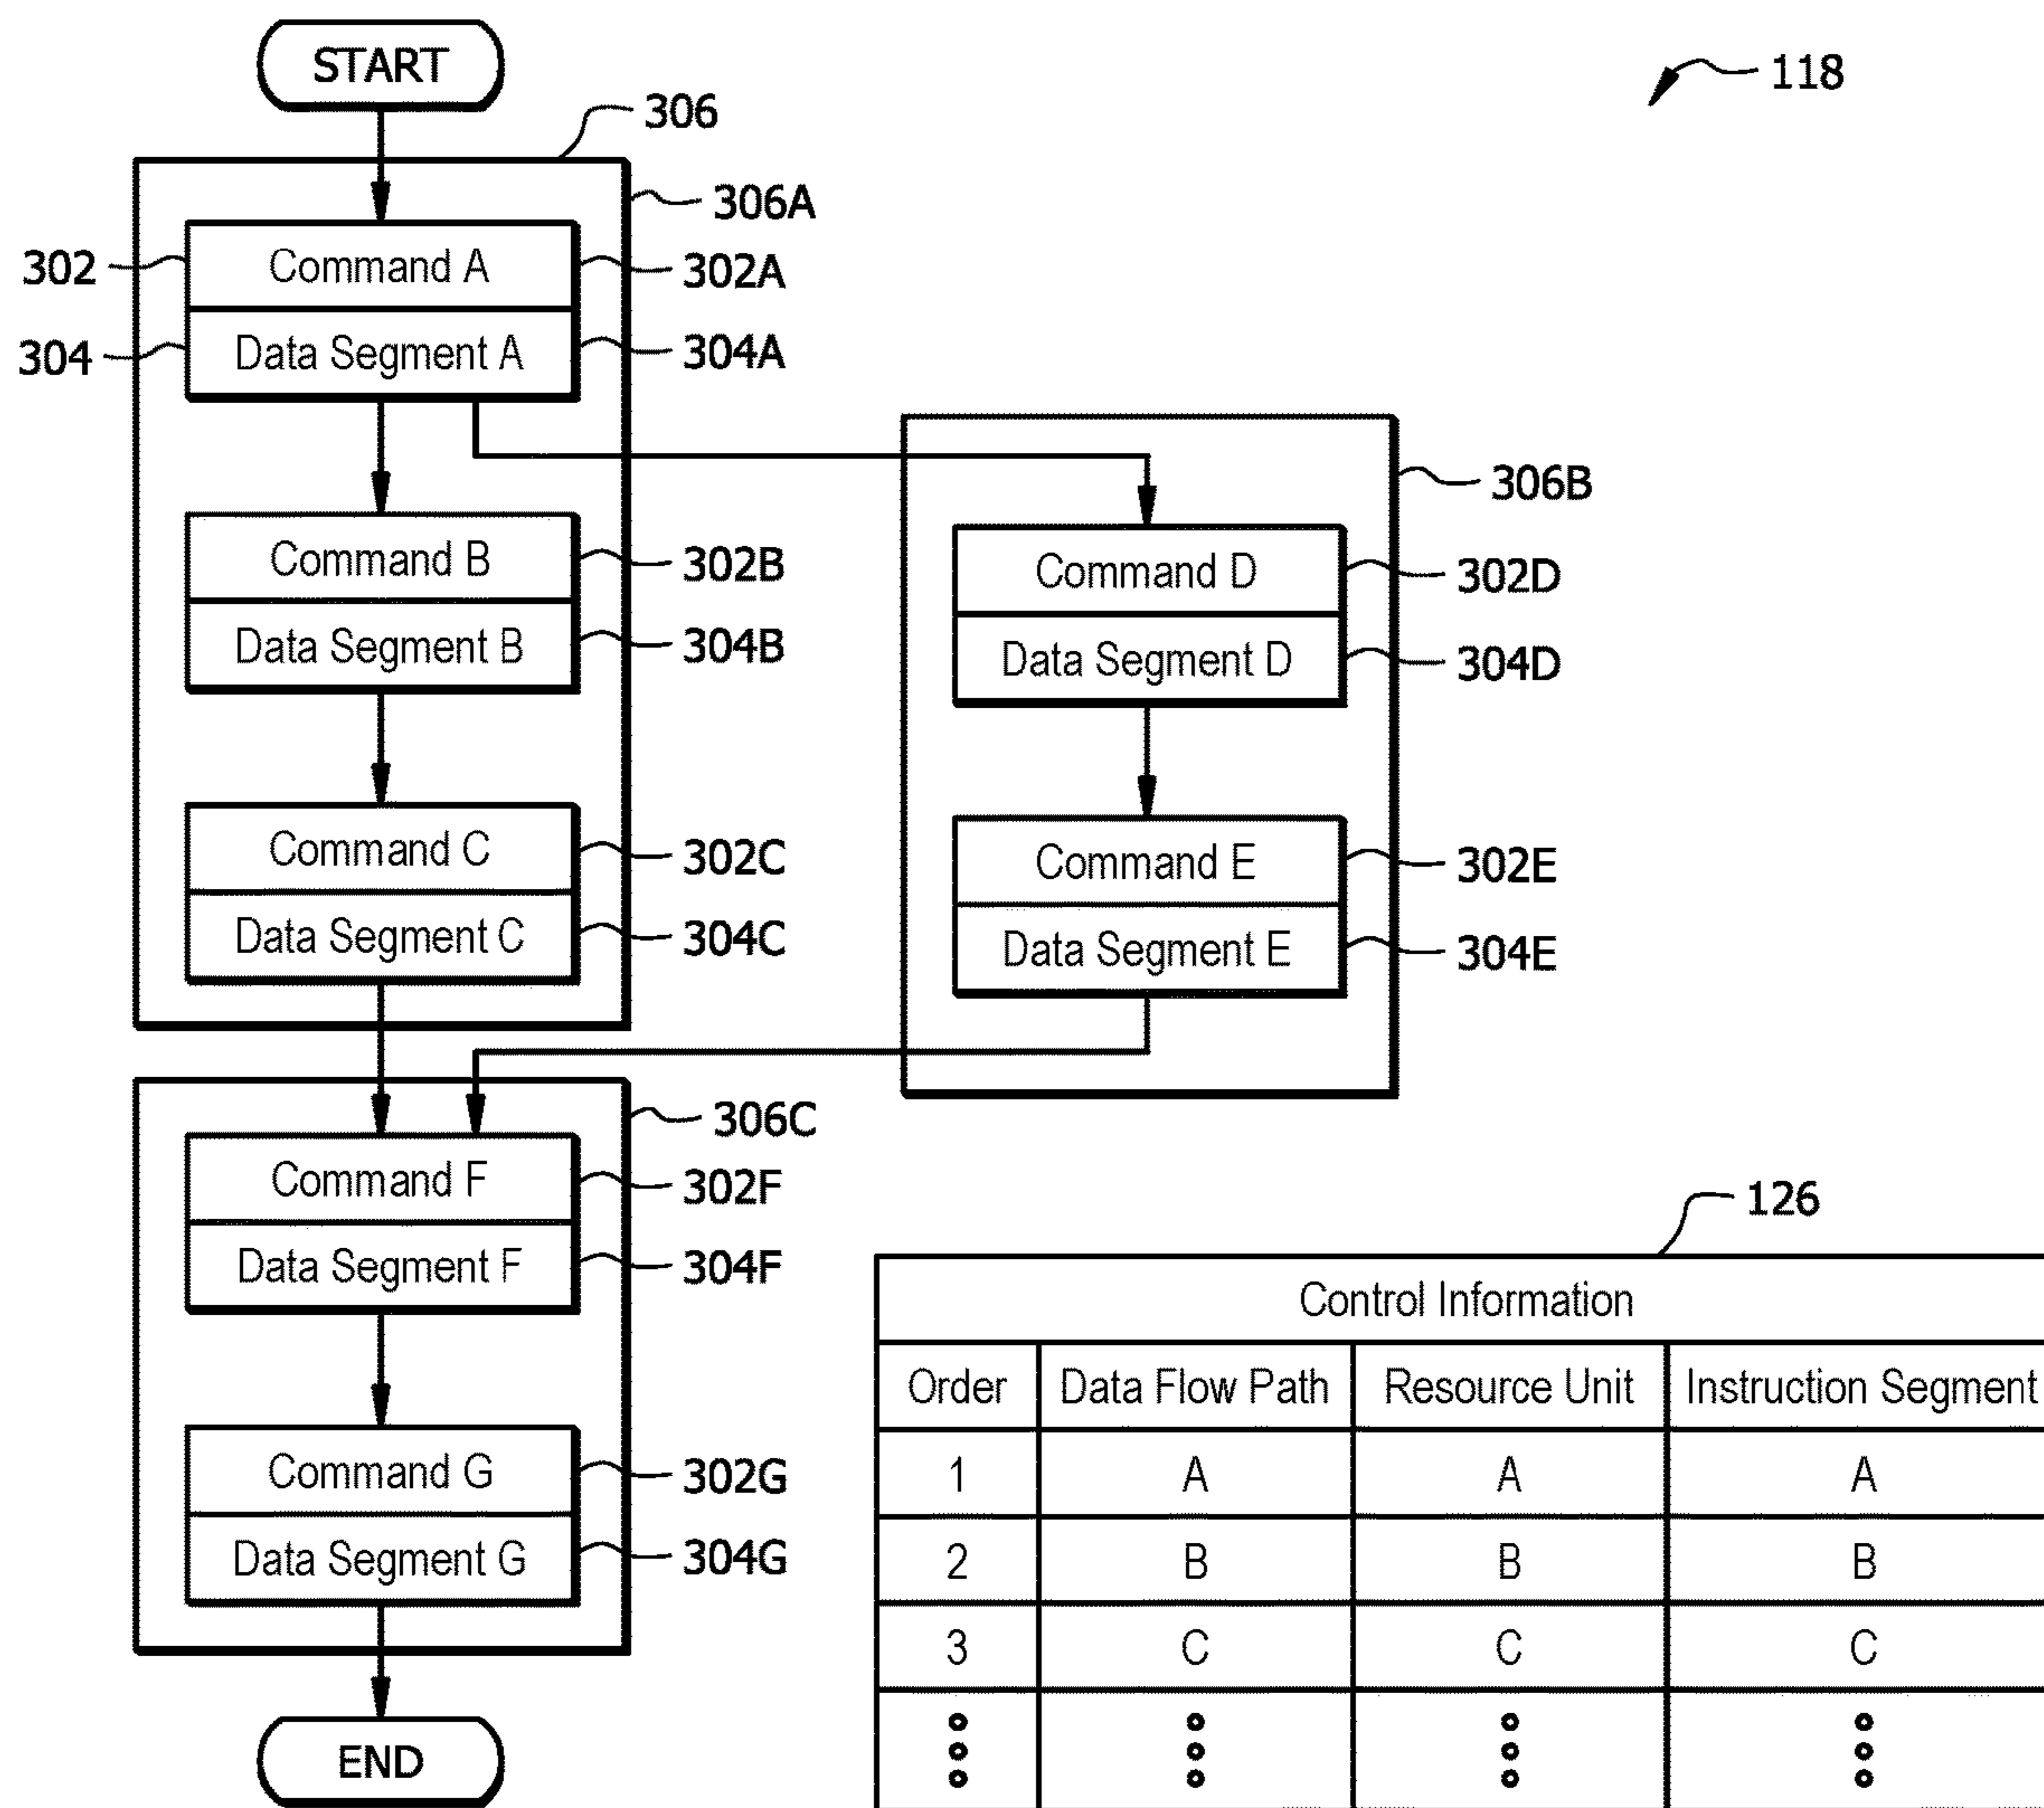 START
118
306
306A
302
Command A
302A
304
Data Segment A
304A
306B
Command B
302B
Data Segment B
304B
Command D
302D
Data Segment D
304D
Command C
302C
Data Segment C
304C
Command E
302E
Data Segment E
304E
306C
Command F
302F
Data Segment F
304F
Command G
302G
Data Segment G
304G
END
126
Control Information
Order Data Flow Path Resource Unit Instruction Segment
1 A A A
2 B B B
3 C C C